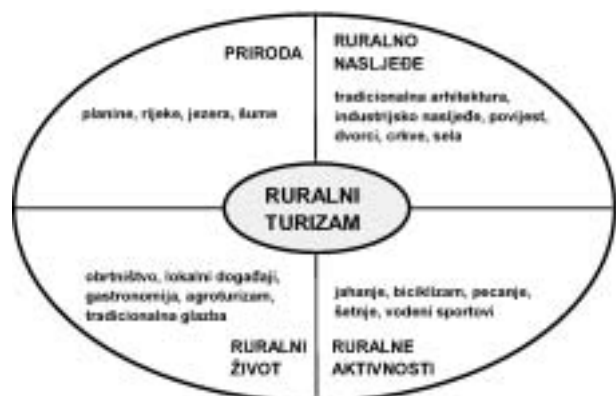 PRIRODA
planine, rijeke, jezera, šume
RURALNO
NASLJEĐE
tradicionalna arhitektura,
industrijsko nasljeđe, povijest,
dvorci, crkve, sela
RURALNI
TURIZAM
obrtništvo, lokalni događaji,
gastronomija, agroturizam,
tradicionalna glazba
RURALNI
ŽIVOT
jahanje, biciklizam, pecanje,
šetnje, vodeni sportovi
RURALNE
AKTIVNOSTI